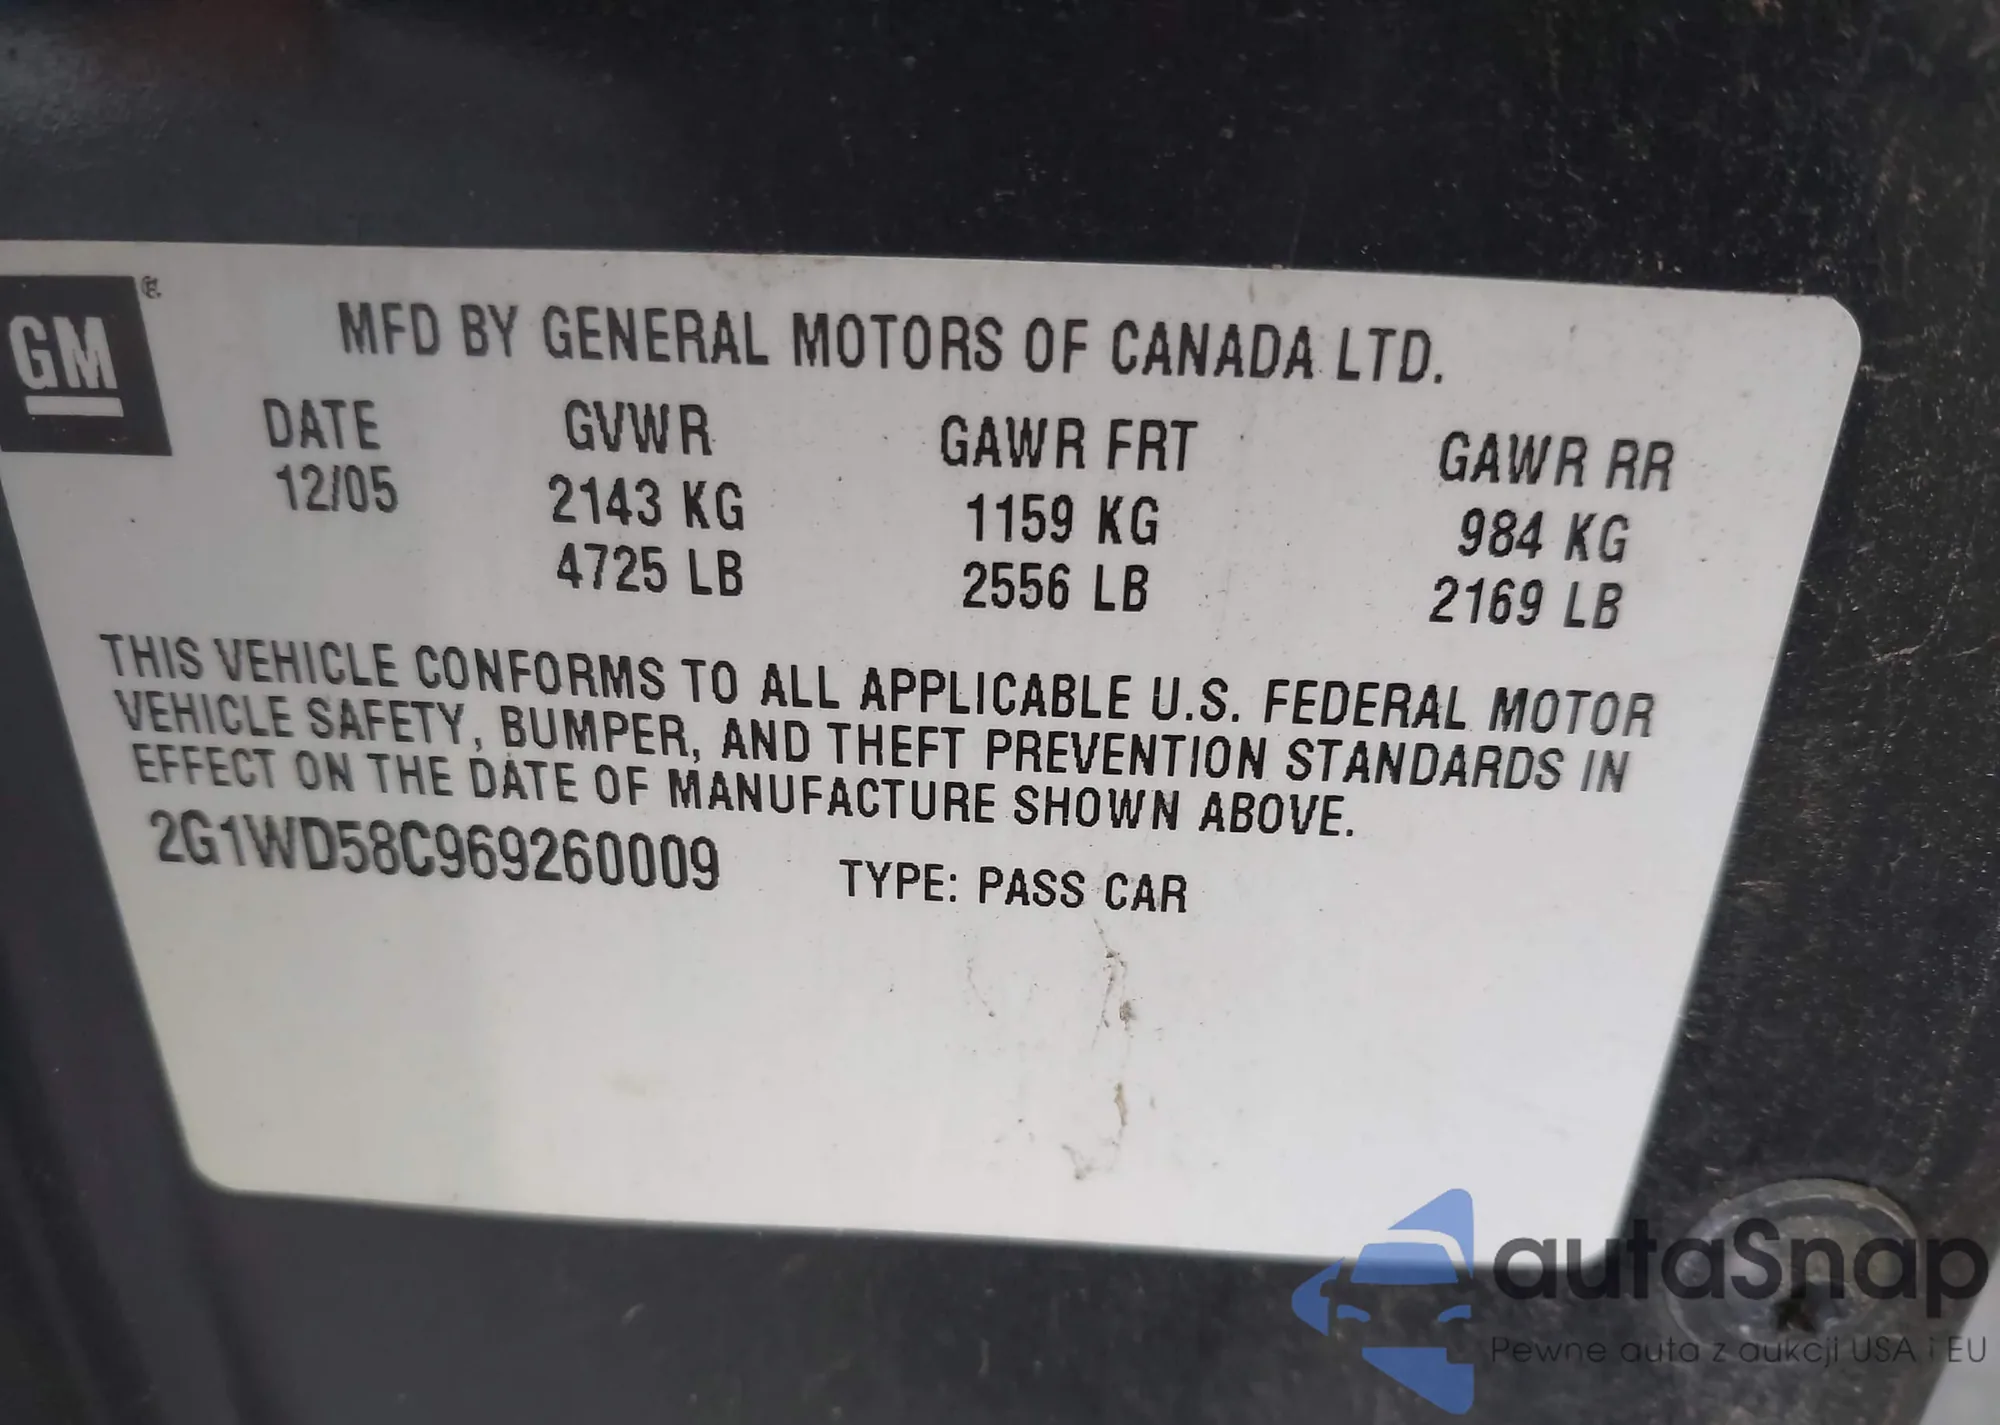 GM ®
MFD BY GENERAL MOTORS OF CANADA LTD.
DATE GVWR GAWR FRT GAWR RR
12/05 2143 KG 1159 KG 984 KG
4725 LB 2556 LB 2169 LB
THIS VEHICLE CONFORMS TO ALL APPLICABLE U.S. FEDERAL MOTOR
VEHICLE SAFETY, BUMPER, AND THEFT PREVENTION STANDARDS IN
EFFECT ON THE DATE OF MANUFACTURE SHOWN ABOVE.
2G1WD58C969260009 TYPE: PASS CAR
autaSnap
Pewne auta z aukcji USA i EU